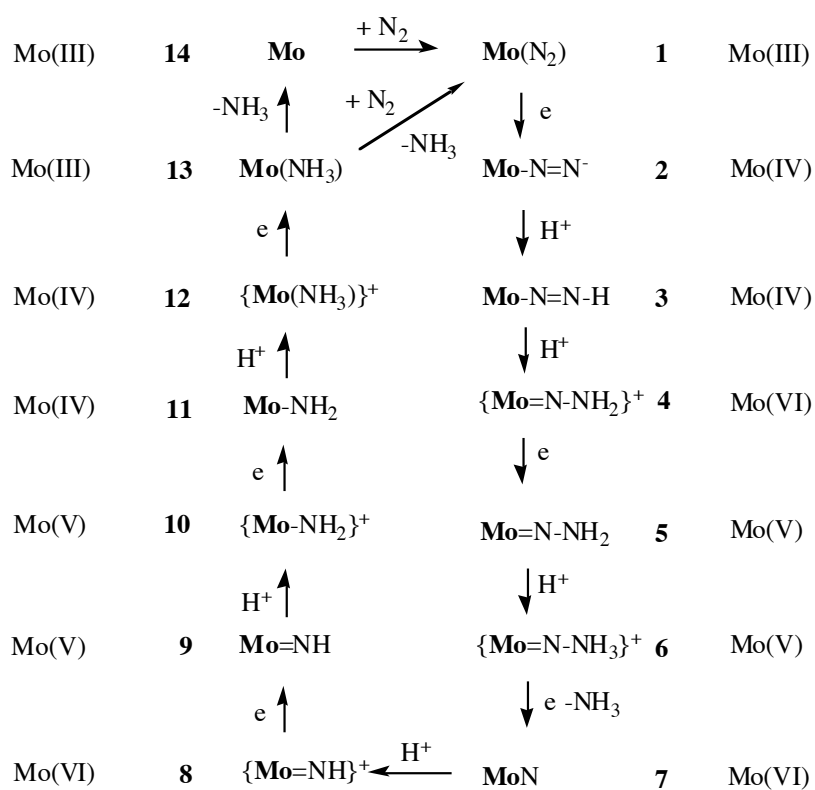 + N2
Mo(III) 14 Mo Mo(N2) 1 Mo(III)
-NH3 + N2 -NH3 e
Mo(III) 13 Mo(NH3) Mo-N=N- 2 Mo(IV)
e H+
Mo(IV) 12 {Mo(NH3)}+ Mo-N=N-H 3 Mo(IV)
H+ H+
Mo(IV) 11 Mo-NH2 {Mo=N-NH2}+ 4 Mo(VI)
e e
Mo(V) 10 {Mo-NH2}+ Mo=N-NH2 5 Mo(V)
H+ H+
Mo(V) 9 Mo=NH {Mo=N-NH3}+ 6 Mo(V)
e e -NH3
Mo(VI) 8 {Mo=NH}+ H+ MoN 7 Mo(VI)